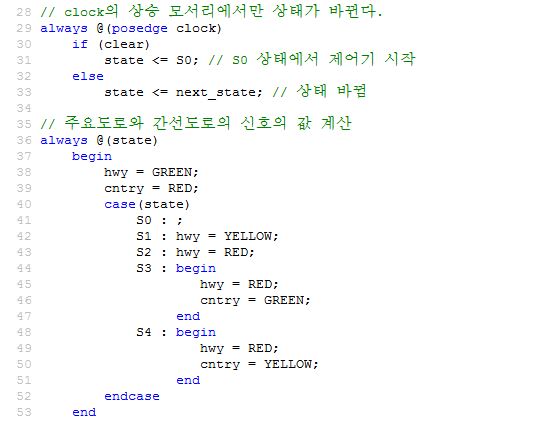 28 // clock의 상승 모서리에서만 상태가 바뀐다.
29 always @(posedge clock)
30     if (clear)
31         state <= S0; // S0 상태에서 제어기 시작
32     else
33         state <= next_state; // 상태 바뀜
34
35 // 주요도로와 간선도로의 신호의 값 계산
36 always @(state)
37     begin
38         hwy = GREEN;
39         cntry = RED;
40         case(state)
41             S0 : ;
42             S1 : hwy = YELLOW;
43             S2 : hwy = RED;
44             S3 : begin
45                     hwy = RED;
46                     cntry = GREEN;
47                  end
48             S4 : begin
49                     hwy = RED;
50                     cntry = YELLOW;
51                  end
52         endcase
53     end